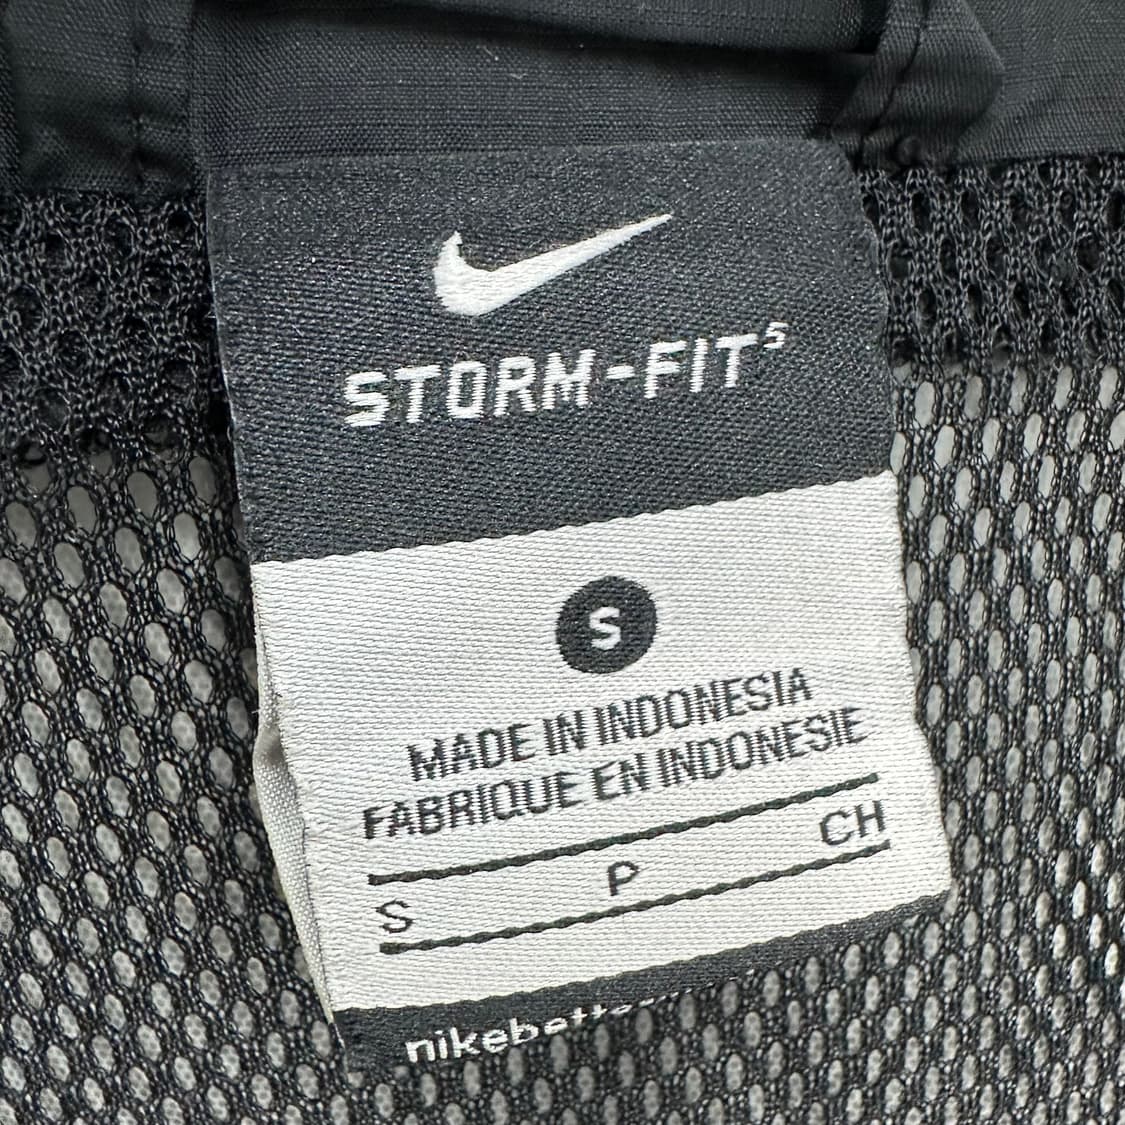 STORM-FIT⁵
S
MADE IN INDONESIA
FABRIQUE EN INDONESIE
S P CH